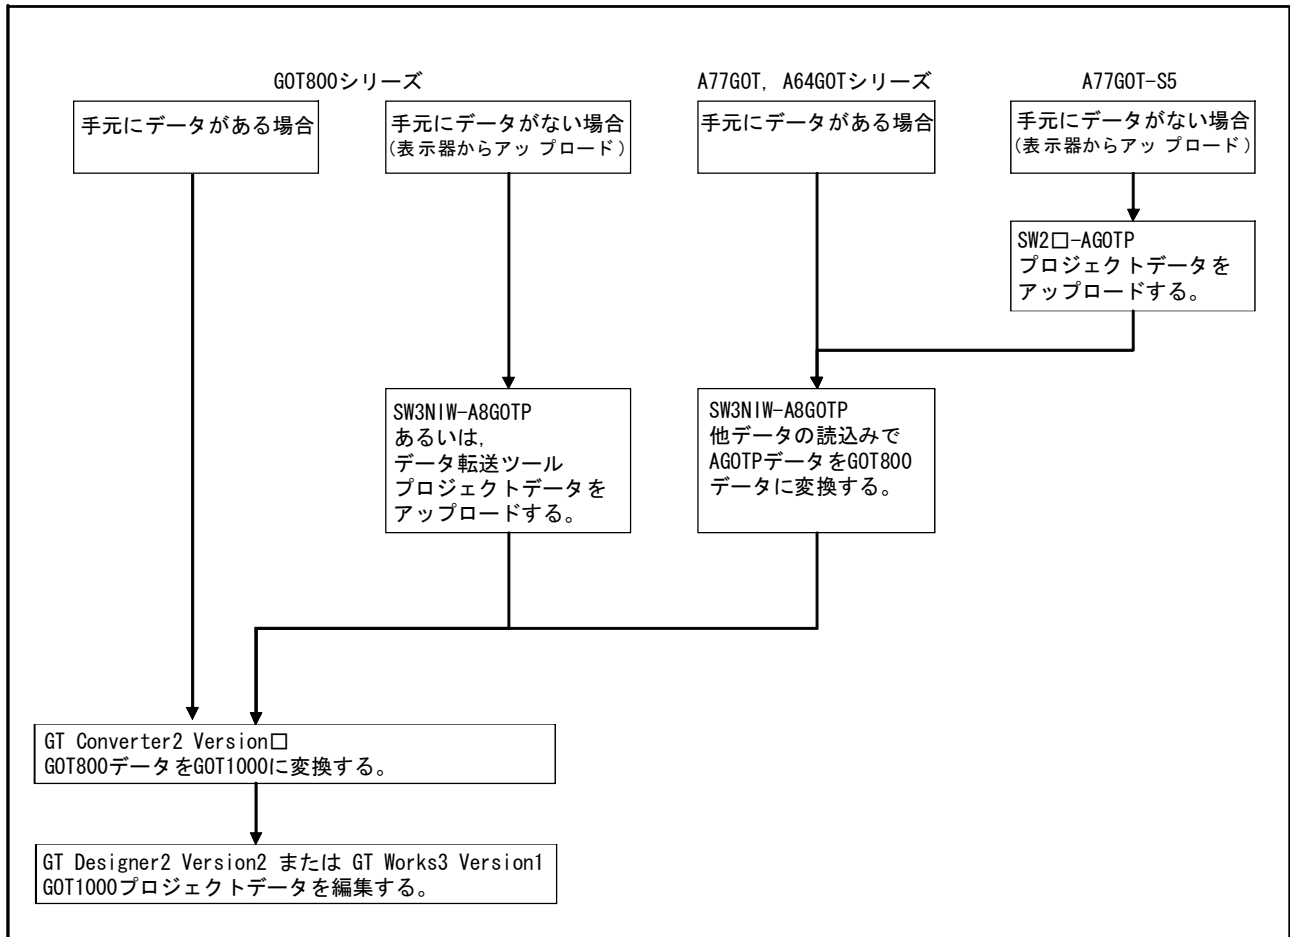 GOT800シリーズ
A77GOT, A64GOTシリーズ
A77GOT-S5
手元にデータがある場合
手元にデータがない場合
(表示器からアップロード)
手元にデータがある場合
手元にデータがない場合
(表示器からアップロード)
SW2□-AGOTP
プロジェクトデータを
アップロードする。
SW3NIW-A8GOTP
あるいは,
データ転送ツール
プロジェクトデータを
アップロードする。
SW3NIW-A8GOTP
他データの読込みで
AGOTPデータをGOT800
データに変換する。
GT Converter2 Version□
GOT800データをGOT1000に変換する。
GT Designer2 Version2 または GT Works3 Version1
GOT1000プロジェクトデータを編集する。